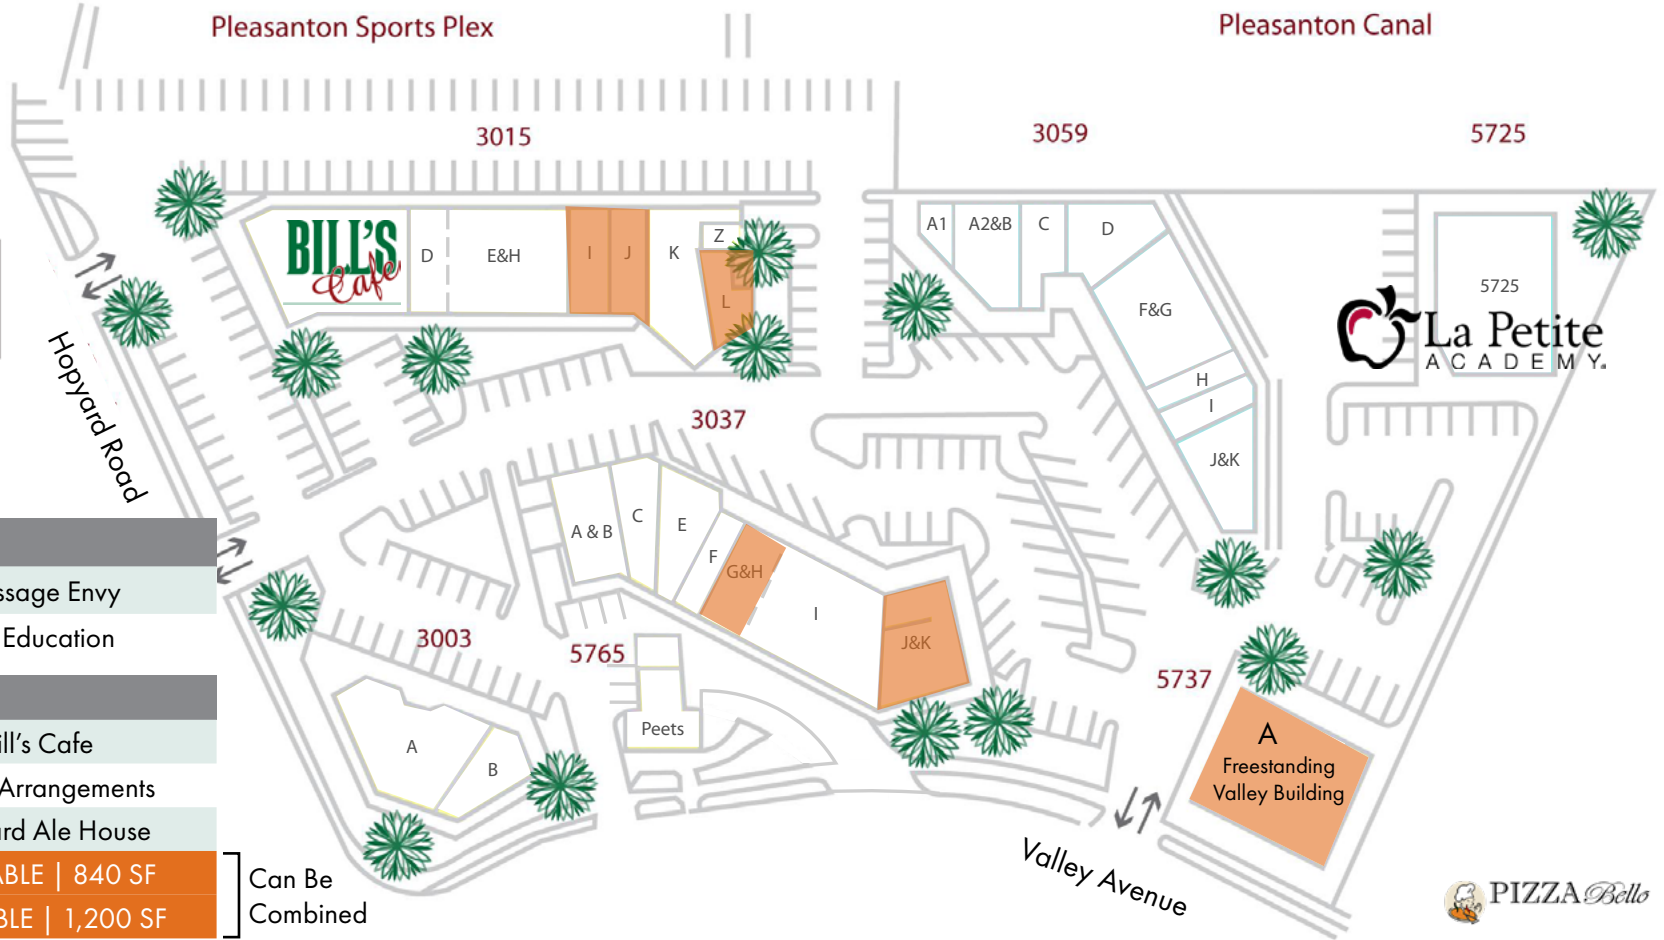 Pleasanton Sports Plex
Pleasanton Canal
3015
3059
5725
BILL'S
Cafe
D
E&H
I
J
K
Z
L
A1
A2&B
C
D
F&G
H
I
J&K
5725
La Petite
ACADEMY
Hopyard Road
3037
A & B
C
E
F
G&H
I
J&K
3003
5765
5737
Peets
A
B
A
Freestanding
Valley Building
Valley Avenue
PIZZA Bello
ssage Envy
Education
ill's Cafe
Arrangements
ard Ale House
ABLE | 840 SF
BLE | 1,200 SF
Can Be
Combined